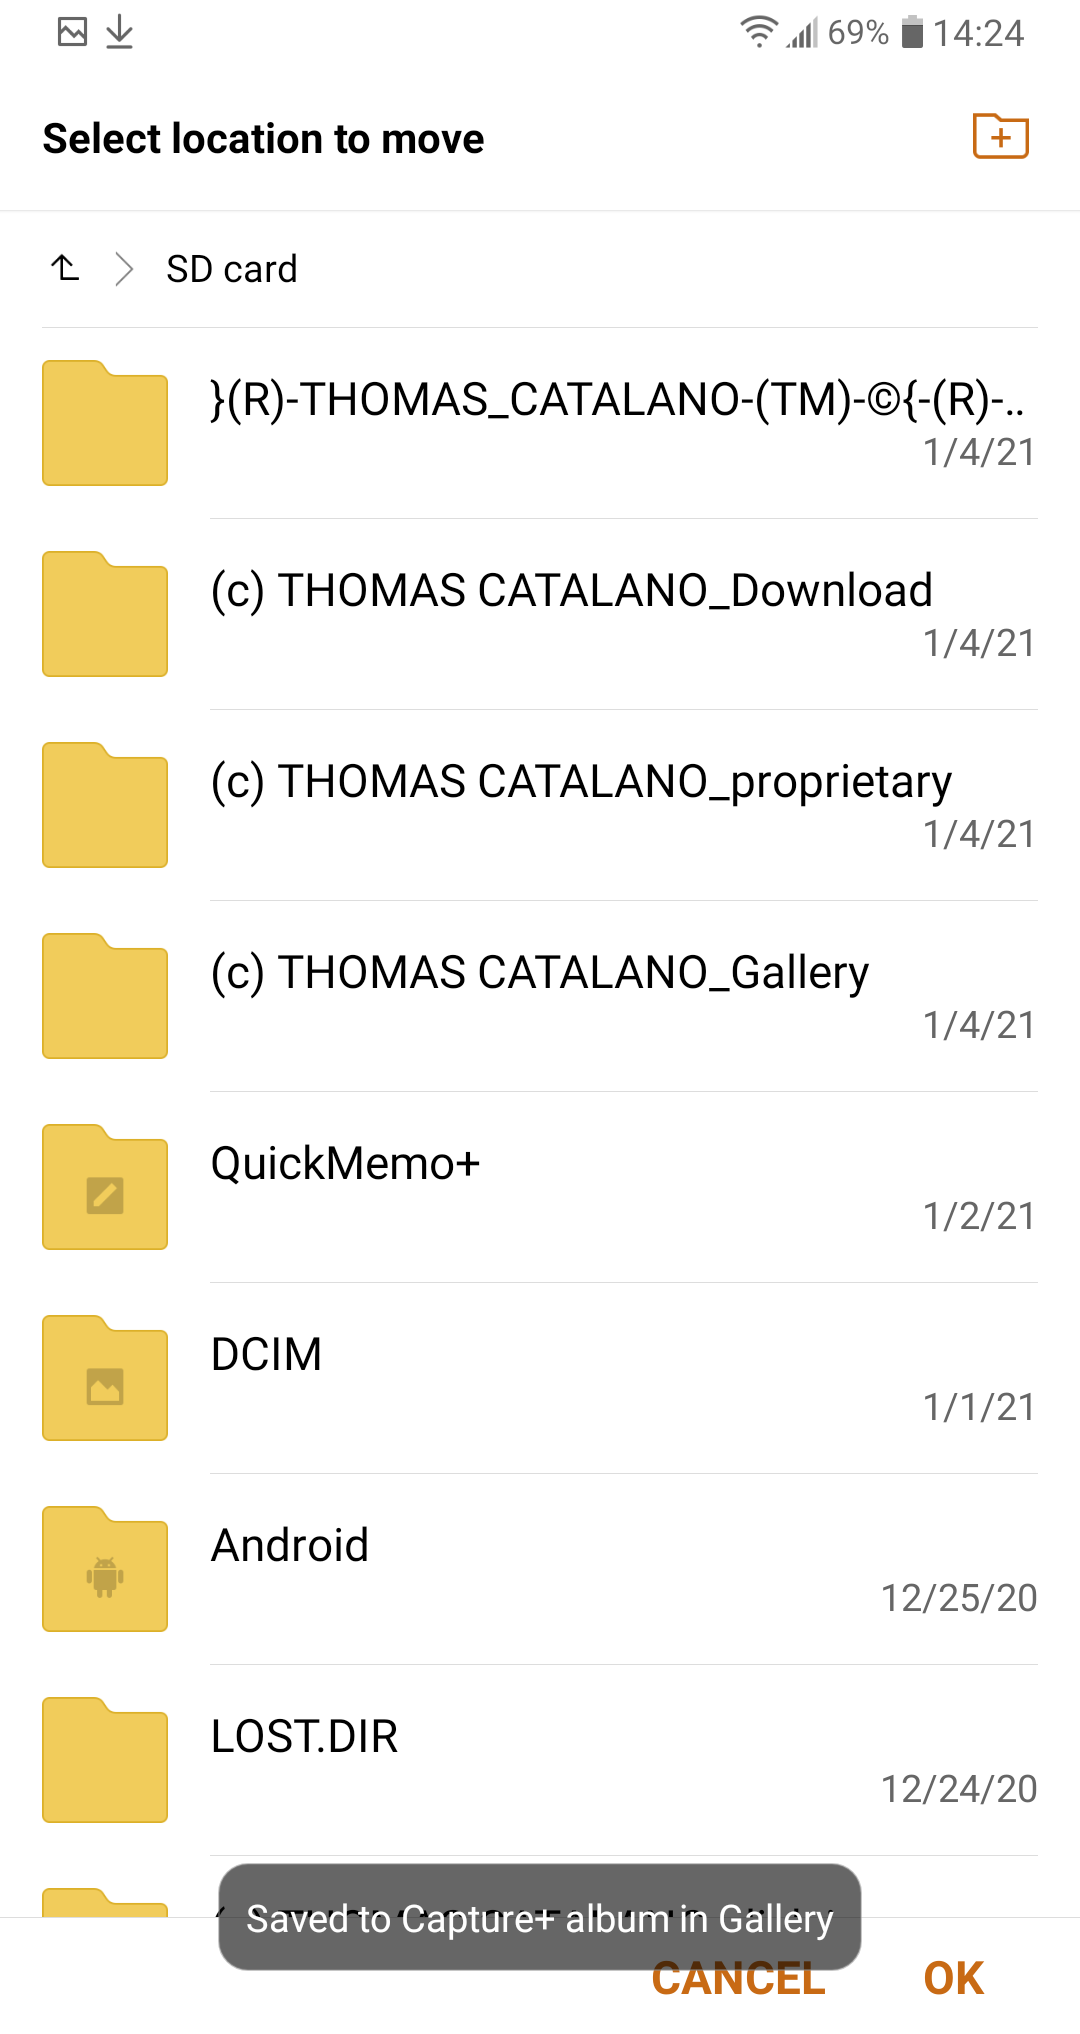 69% 14:24
Select location to move
SD card
}(R)-THOMAS_CATALANO-(TM)-©{-(R)-..
1/4/21
(c) THOMAS CATALANO_Download
1/4/21
(c) THOMAS CATALANO_proprietary
1/4/21
(c) THOMAS CATALANO_Gallery
1/4/21
QuickMemo+
1/2/21
DCIM
1/1/21
Android
12/25/20
LOST.DIR
12/24/20
Saved to Capture+ album in Gallery
CANCEL OK